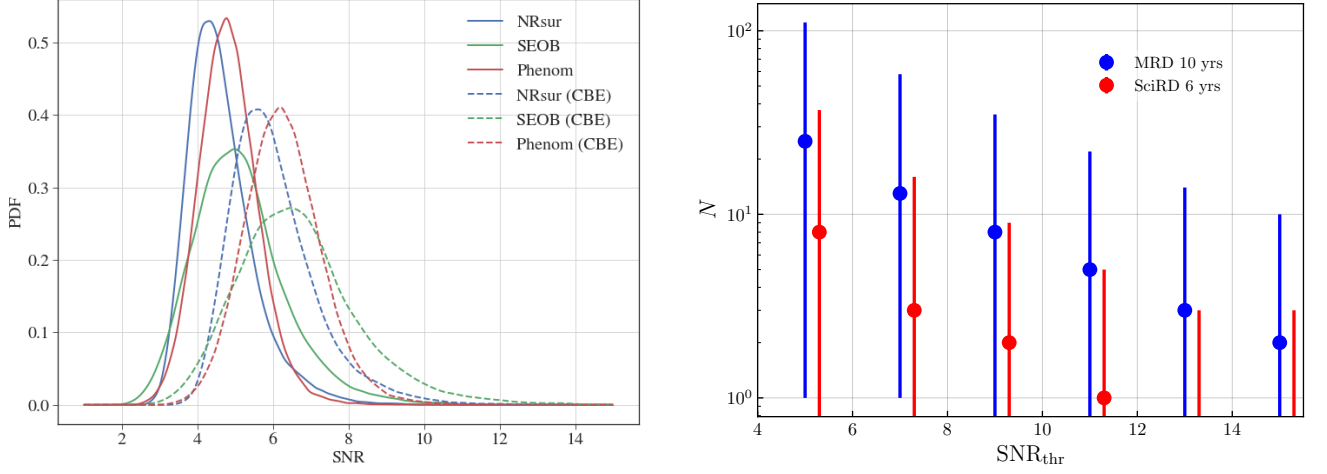 0.5
0.4
0.3
0.2
0.1
0.0
PDF
2
4
6
8
10
12
14
SNR
NRsur
SEOB
Phenom
NRsur (CBE)
SEOB (CBE)
Phenom (CBE)
10²
10¹
10⁰
N
4
6
8
10
12
14
SNR_thr
MRD 10 yrs
SciRD 6 yrs